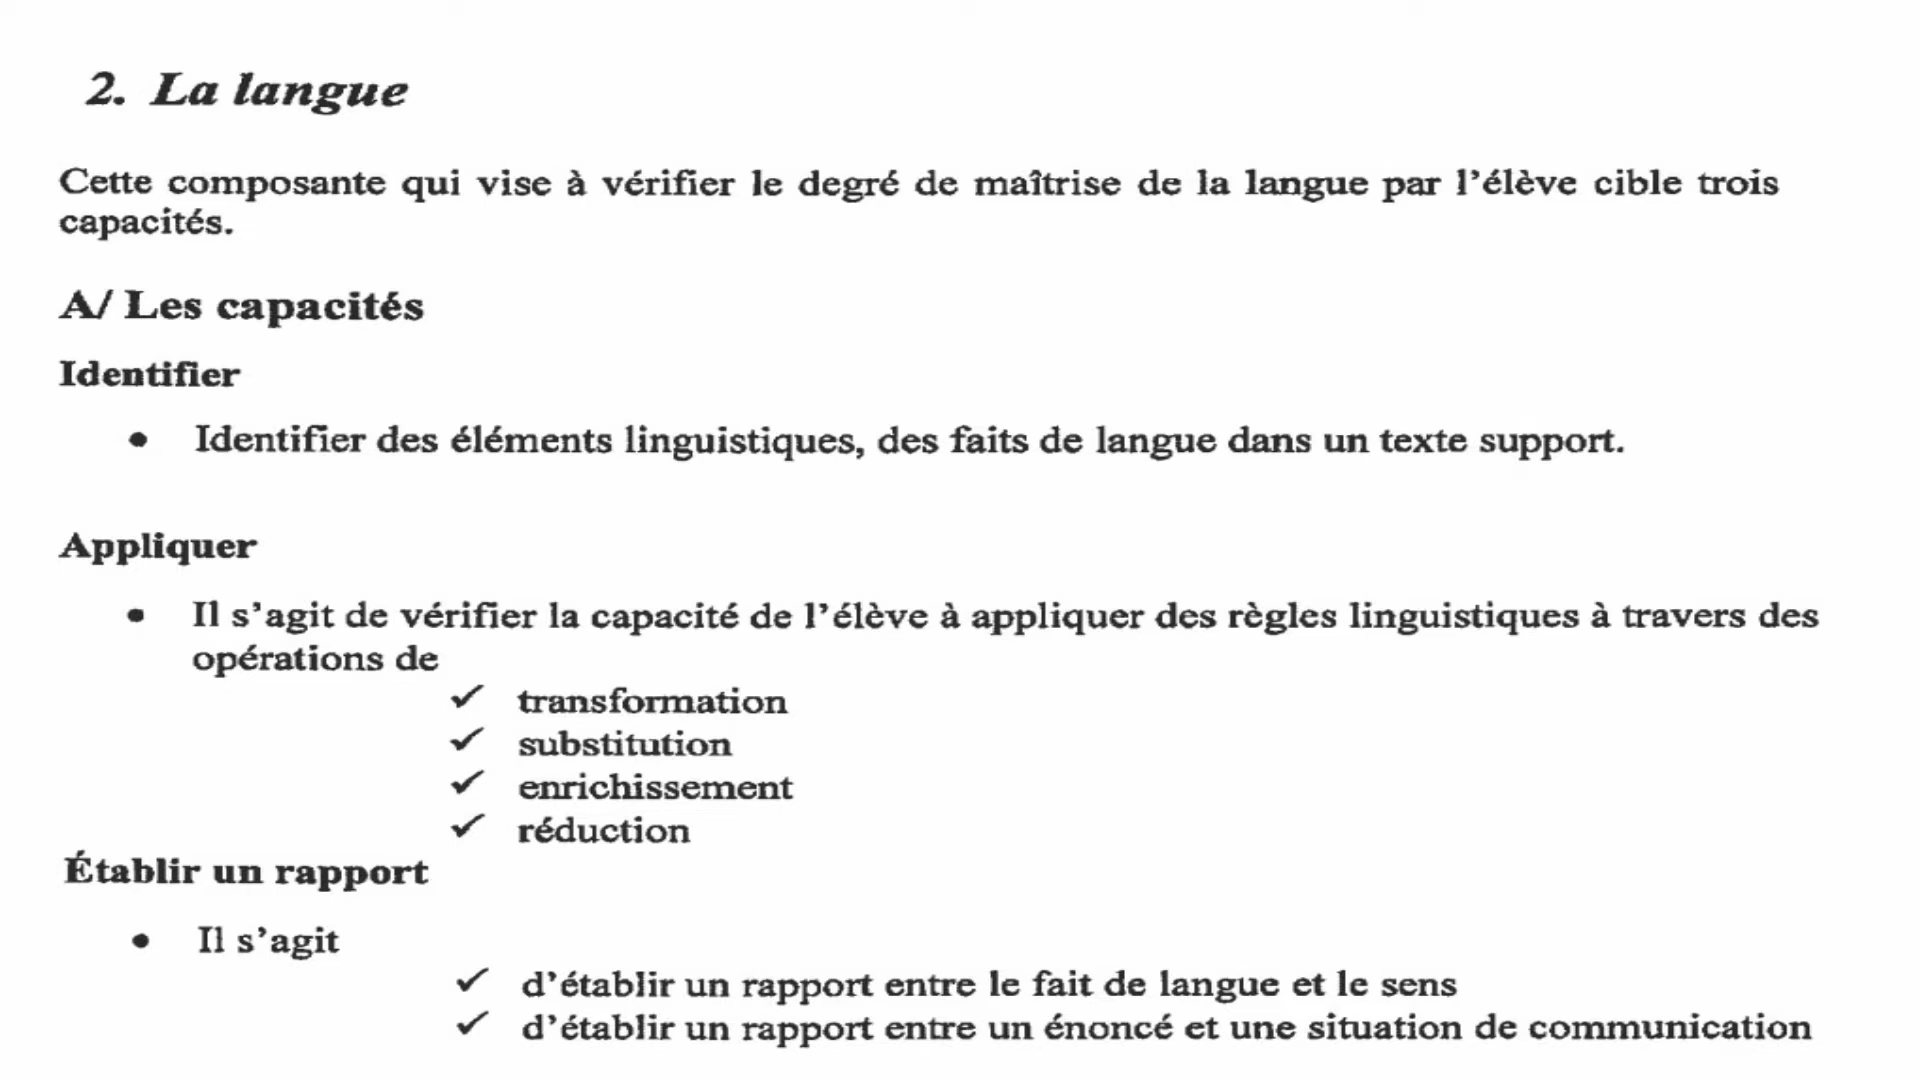 2. La langue
Cette composante qui vise à vérifier le degré de maîtrise de la langue par l'élève cible trois
capacités.
A/ Les capacités
Identifier
• Identifier des éléments linguistiques, des faits de langue dans un texte support.
Appliquer
• Il s'agit de vérifier la capacité de l'élève à appliquer des règles linguistiques à travers des
opérations de
✓ transformation
✓ substitution
✓ enrichissement
✓ réduction
Établir un rapport
• Il s'agit
✓ d'établir un rapport entre le fait de langue et le sens
✓ d'établir un rapport entre un énoncé et une situation de communication